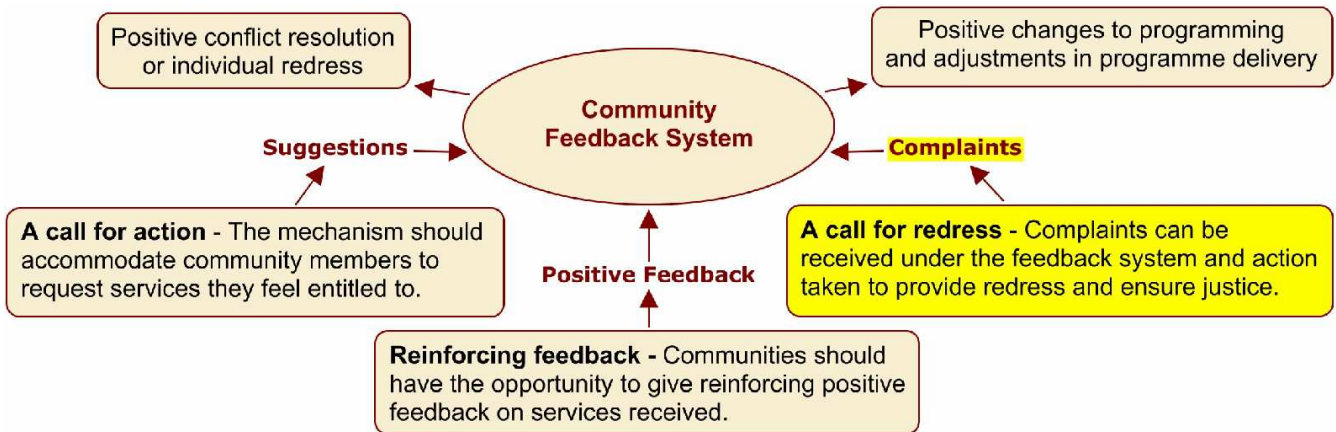 Positive conflict resolution
or individual redress
Positive changes to programming
and adjustments in programme delivery
Community
Feedback System
Suggestions
Complaints
A call for action - The mechanism should
accommodate community members to
request services they feel entitled to.
Positive Feedback
A call for redress - Complaints can be
received under the feedback system and action
taken to provide redress and ensure justice.
Reinforcing feedback - Communities should
have the opportunity to give reinforcing positive
feedback on services received.